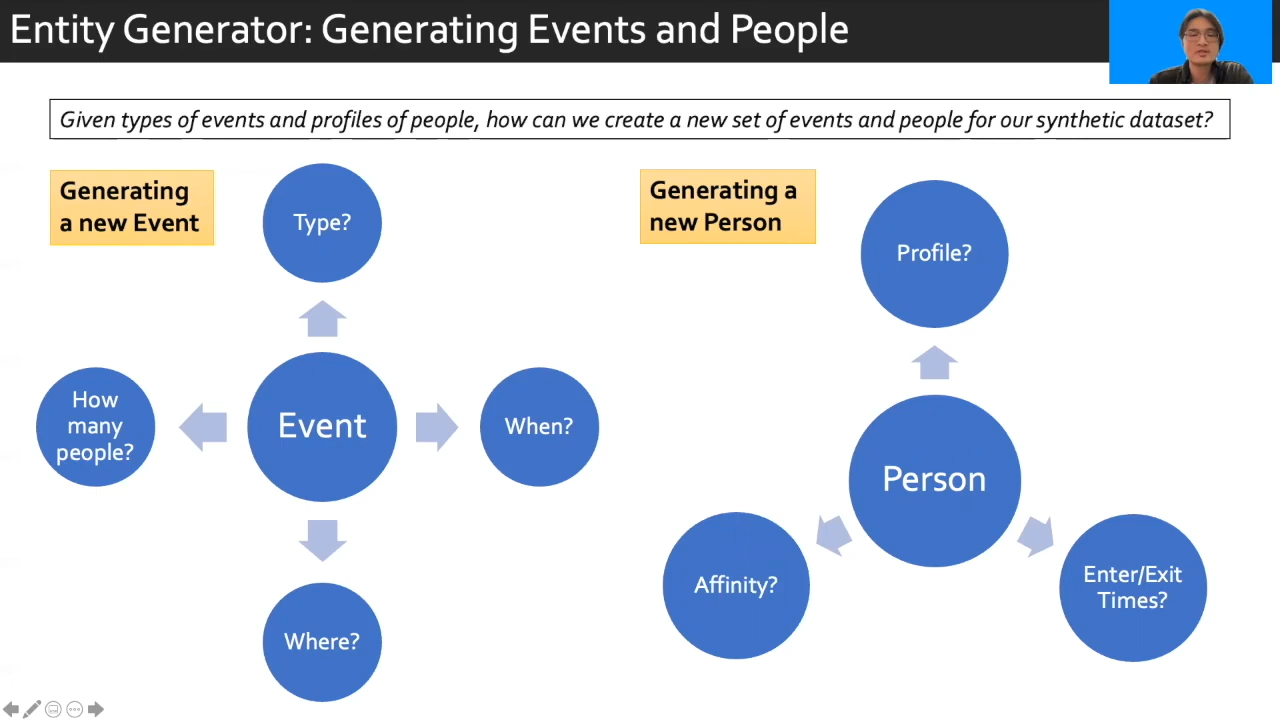 Entity Generator: Generating Events and People
Given types of events and profiles of people, how can we create a new set of events and people for our synthetic dataset?
Generating
a new Event
Type?
How
many
people?
Event
When?
Where?
Generating a
new Person
Profile?
Person
Affinity?
Enter/Exit
Times?